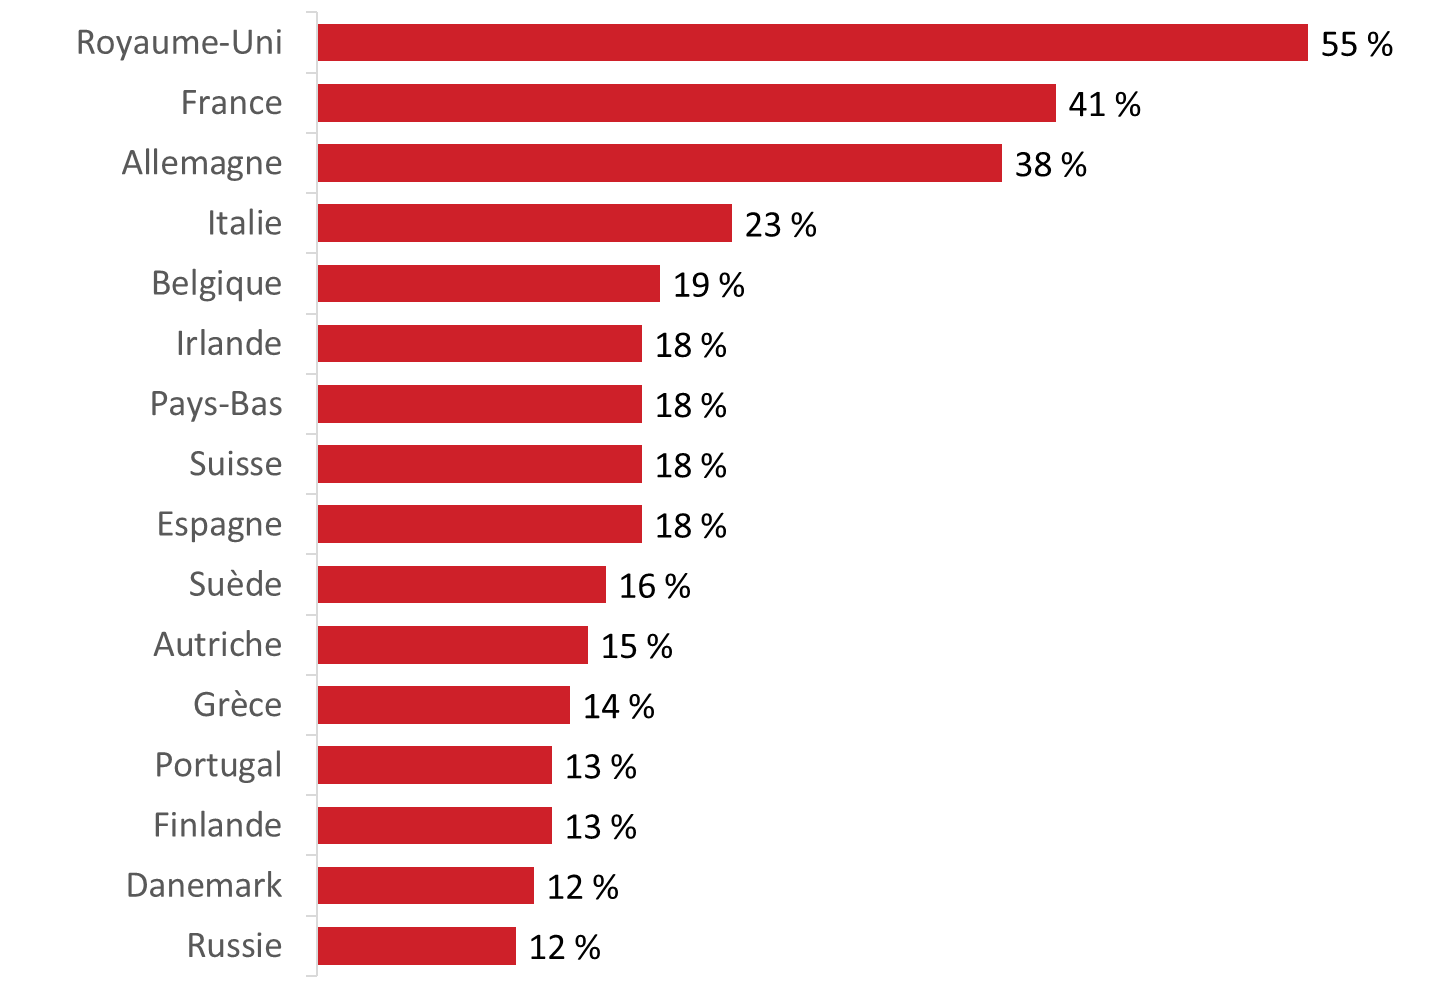 Royaume-Uni 55 %
France 41 %
Allemagne 38 %
Italie 23 %
Belgique 19 %
Irlande 18 %
Pays-Bas 18 %
Suisse 18 %
Espagne 18 %
Suède 16 %
Autriche 15 %
Grèce 14 %
Portugal 13 %
Finlande 13 %
Danemark 12 %
Russie 12 %